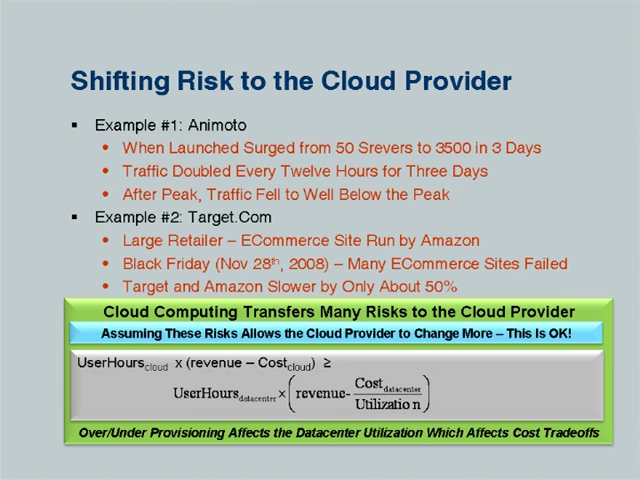 Shifting Risk to the Cloud Provider
▪ Example #1: Animoto
• When Launched Surged from 50 Srevers to 3500 in 3 Days
• Traffic Doubled Every Twelve Hours for Three Days
• After Peak, Traffic Fell to Well Below the Peak
▪ Example #2: Target.Com
• Large Retailer – ECommerce Site Run by Amazon
• Black Friday (Nov 28th, 2008) – Many ECommerce Sites Failed
• Target and Amazon Slower by Only About 50%
Cloud Computing Transfers Many Risks to the Cloud Provider
Assuming These Risks Allows the Cloud Provider to Change More – This Is OK!
UserHours_cloud x (revenue – Cost_cloud) ≥
UserHours_datacenter × (revenue- Cost_datacenter / Utilizatio n)
Over/Under Provisioning Affects the Datacenter Utilization Which Affects Cost Tradeoffs